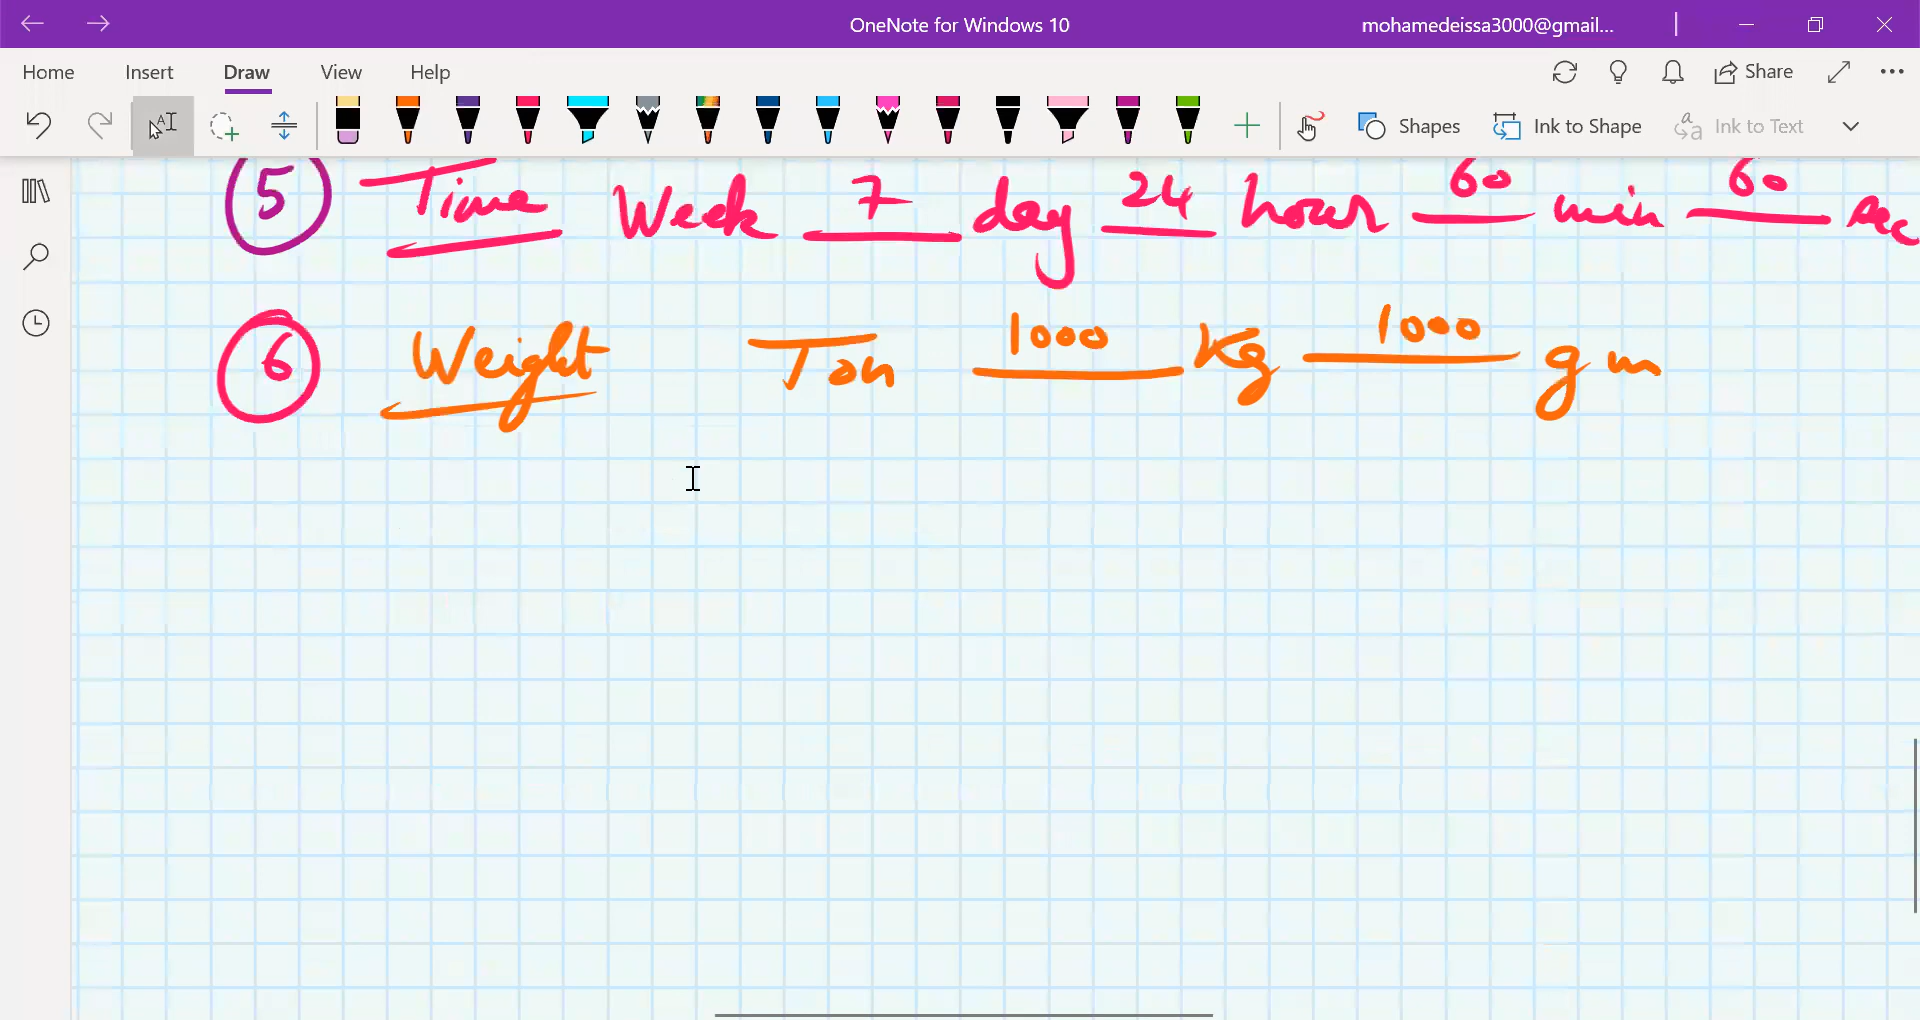 OneNote for Windows 10 mohamedeissa3000@gmail...
Home Insert Draw View Help Share
Shapes Ink to Shape Ink to Text
5 Time Week 7 day 24 hour 60 min 60 sec
6 Weight Ton 1000 Kg 1000 gm